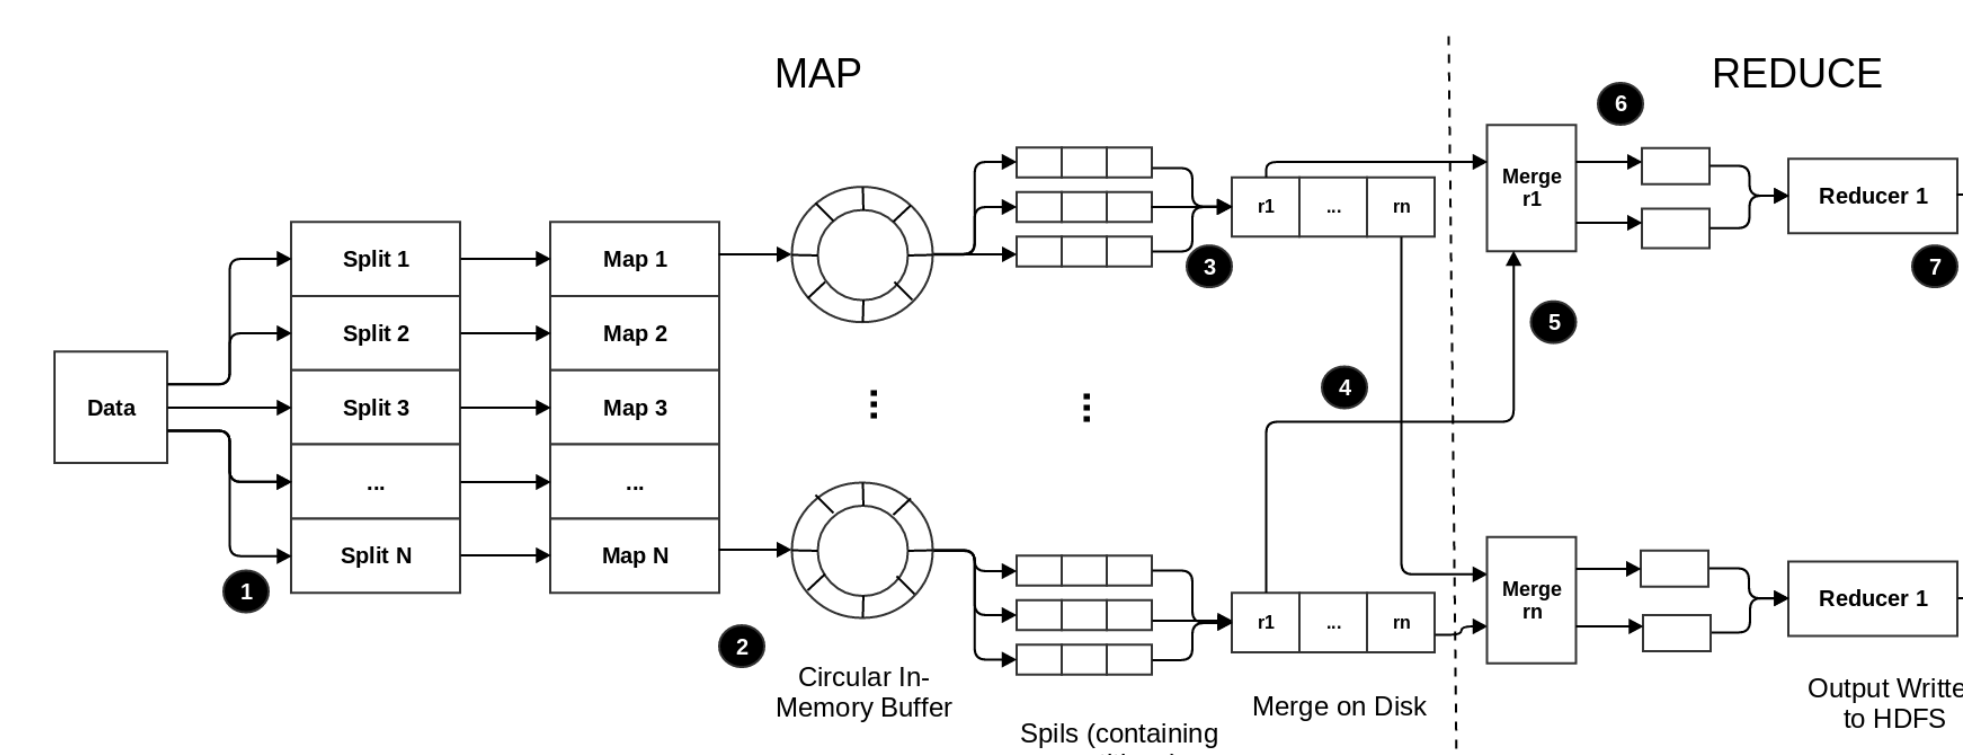 MAP
REDUCE
6
Merge
r1
r1
...
rn
Reducer 1
Split 1
Map 1
3
7
Split 2
Map 2
5
Data
Split 3
Map 3
4
...
...
Split N
Map N
Merge
rn
Reducer 1
1
r1
...
rn
2
Circular In-
Memory Buffer
Merge on Disk
Output Writte
to HDFS
Spils (containing